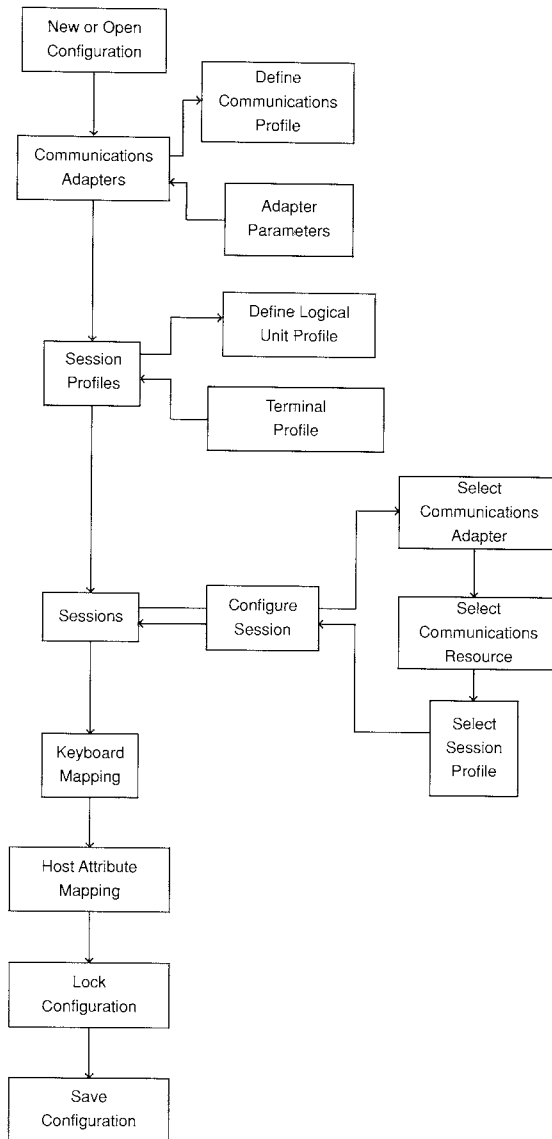 New or Open
Configuration
Define
Communications
Profile
Communications
Adapters
Adapter
Parameters
Define Logical
Unit Profile
Session
Profiles
Terminal
Profile
Select
Communications
Adapter
Sessions
Configure
Session
Select
Communications
Resource
Select
Session
Profile
Keyboard
Mapping
Host Attribute
Mapping
Lock
Configuration
Save
Configuration